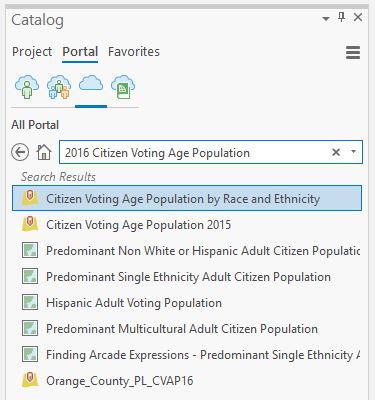 Catalog
Project Portal Favorites
All Portal
2016 Citizen Voting Age Population
Search Results
Citizen Voting Age Population by Race and Ethnicity
Citizen Voting Age Population 2015
Predominant Non White or Hispanic Adult Citizen Populatio
Predominant Single Ethnicity Adult Citizen Population
Hispanic Adult Voting Population
Predominant Multicultural Adult Citizen Population
Finding Arcade Expressions - Predominant Single Ethnicity A
Orange_County_PL_CVAP16